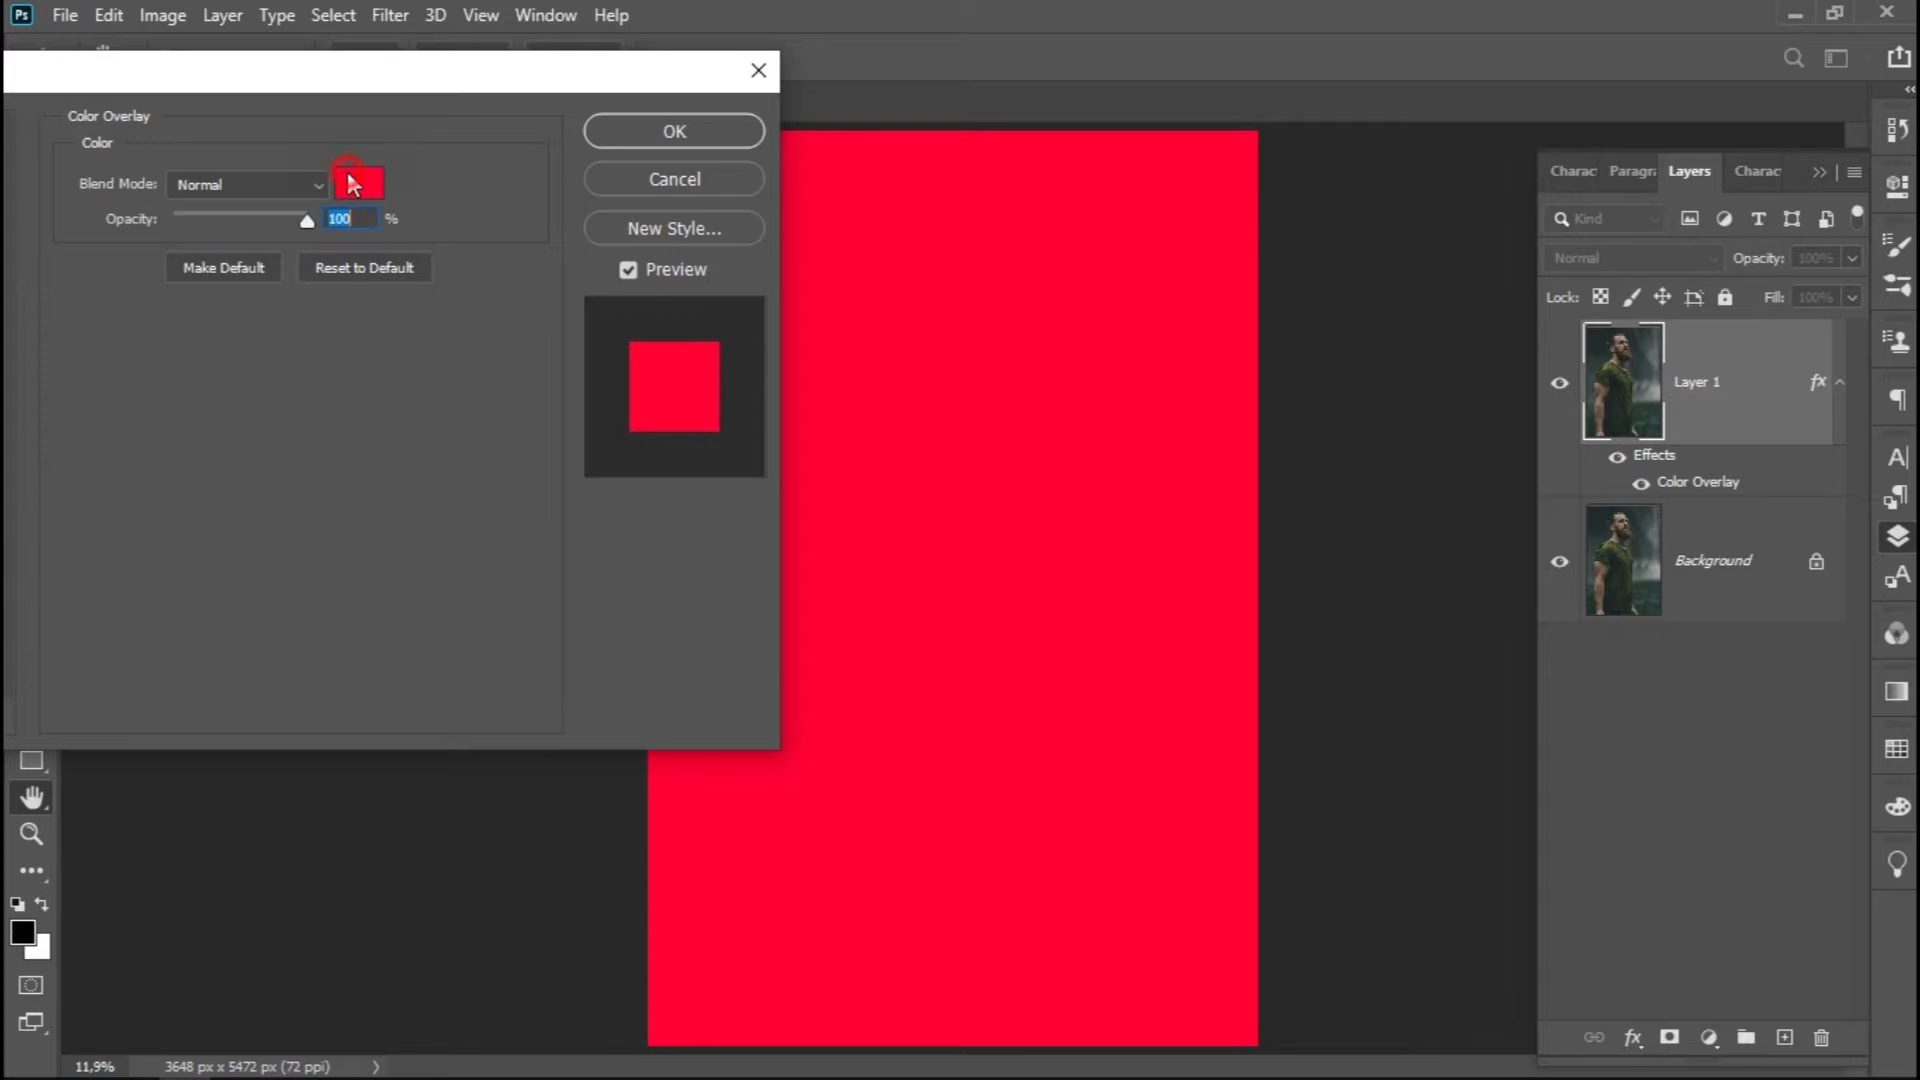 Ps File Edit Image Layer Type Select Filter 3D View Window Help
Color Overlay
Color
Blend Mode: Normal
Opacity: 100 %
Make Default Reset to Default
OK
Cancel
New Style...
Preview
Charac Paragra Layers Charac
Kind
Normal Opacity: 100%
Lock: Fill: 100%
Layer 1 fx
Effects
Color Overlay
Background
11,9% 3648 px x 5472 px (72 ppi)